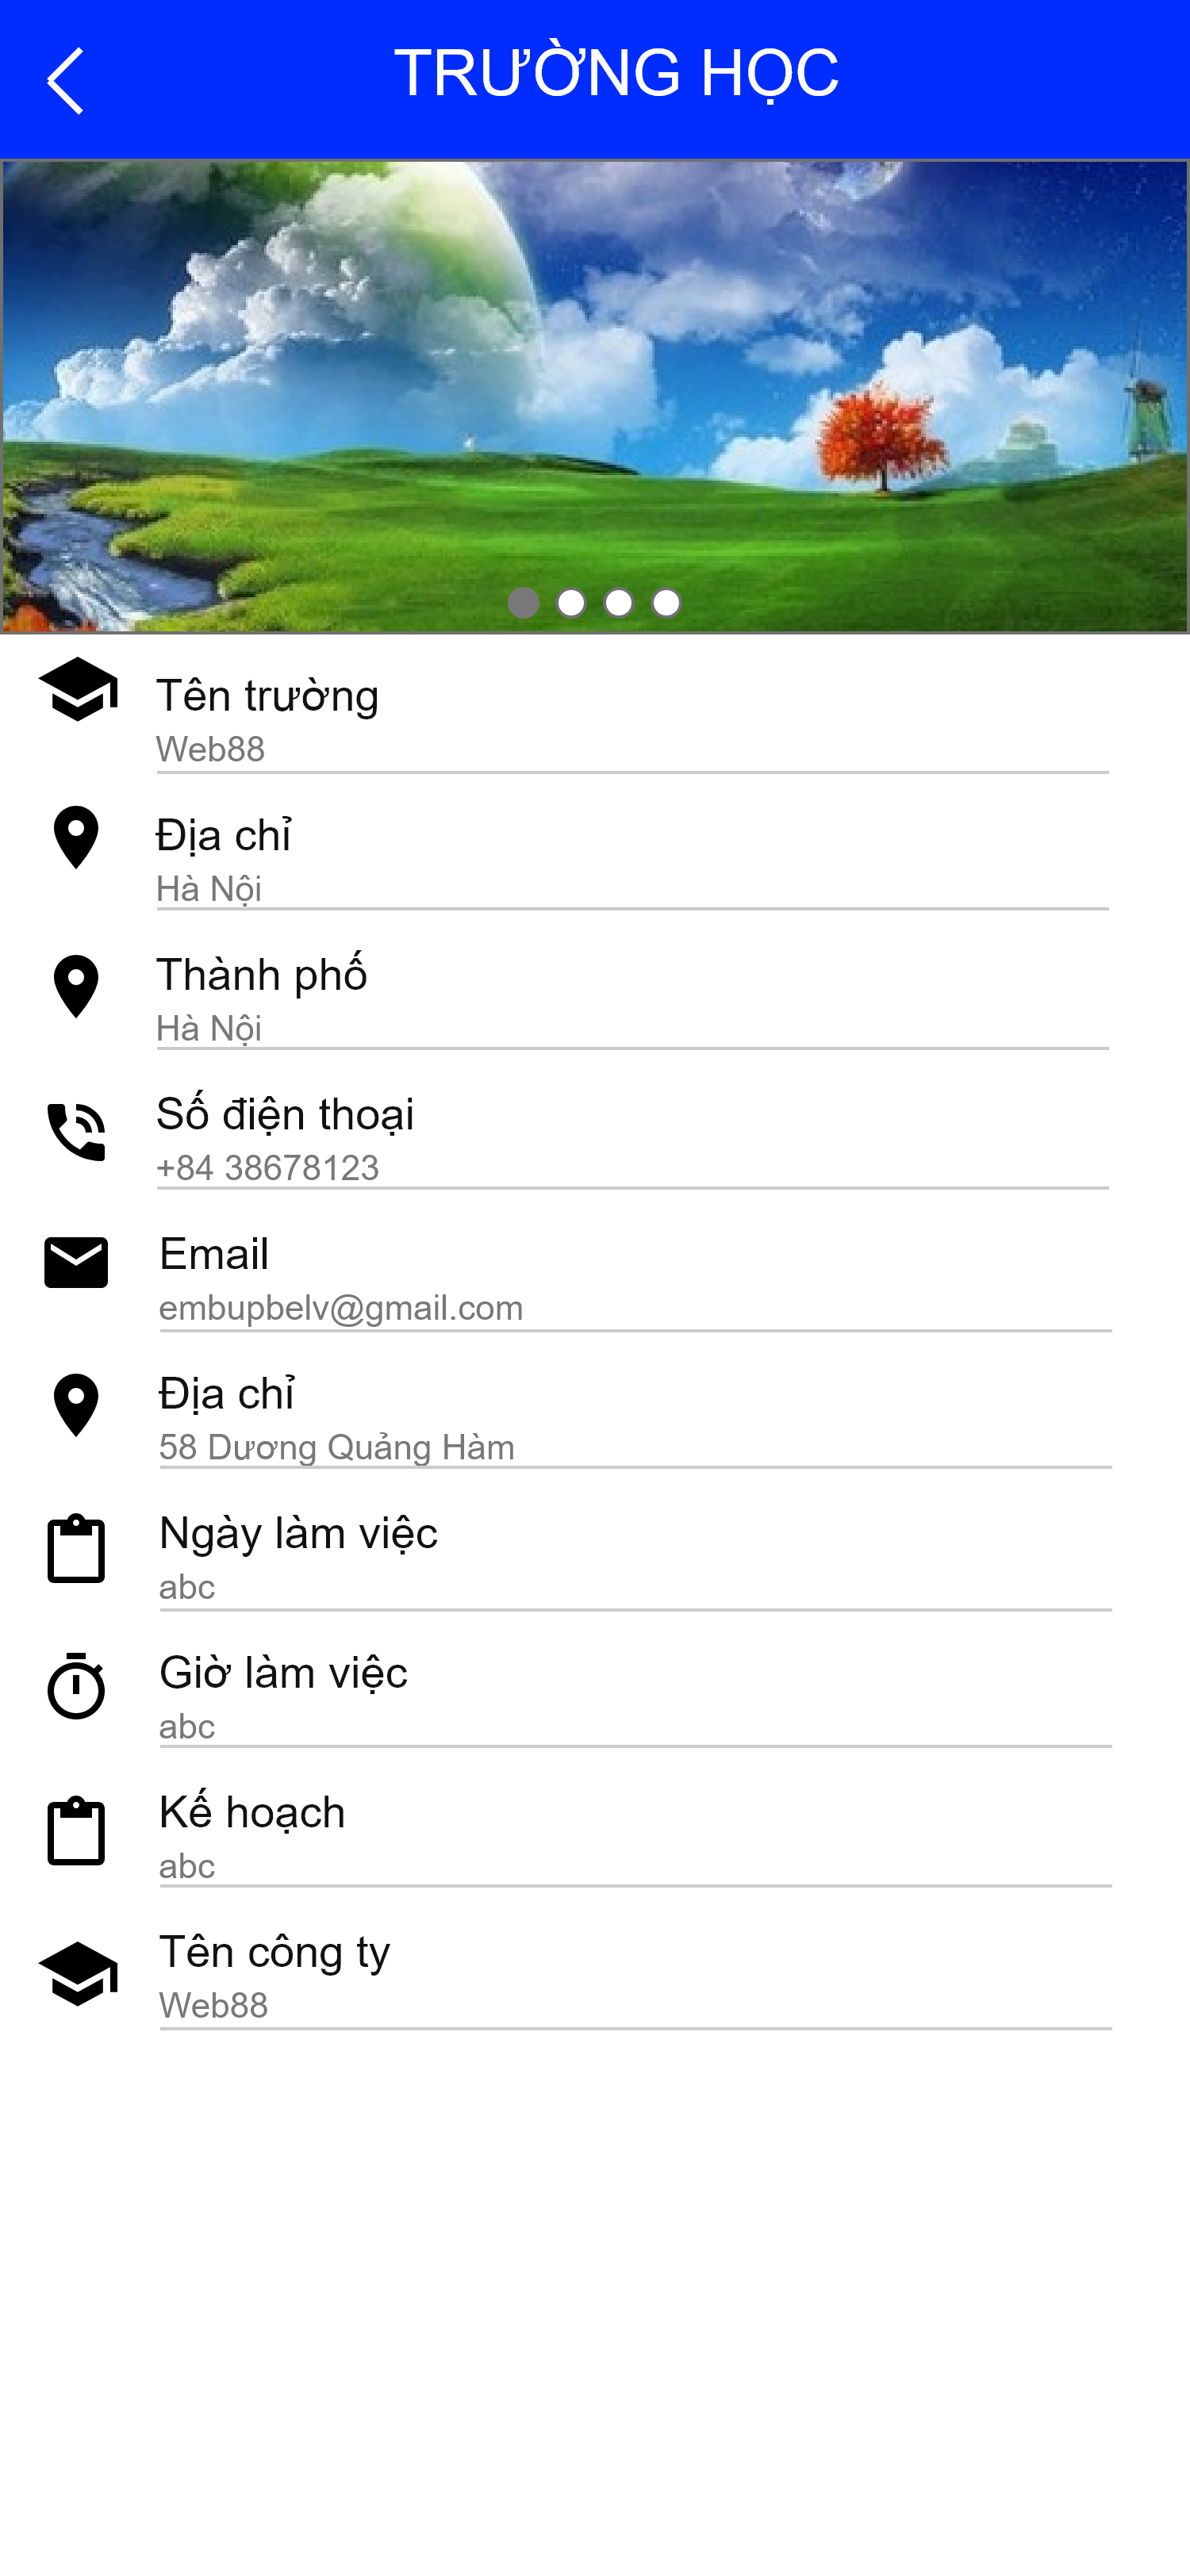 TRƯỜNG HỌC
Tên trường
Web88
Địa chỉ
Hà Nội
Thành phố
Hà Nội
Số điện thoại
+84 38678123
Email
embupbelv@gmail.com
Địa chỉ
58 Dương Quảng Hàm
Ngày làm việc
abc
Giờ làm việc
abc
Kế hoạch
abc
Tên công ty
Web88